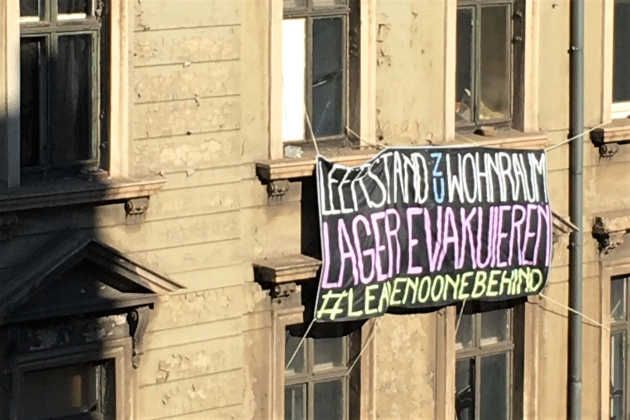 LEERSTAND ZU WOHNRAUM
LAGER EVAKUIEREN
#LEAVENOONEBEHIND